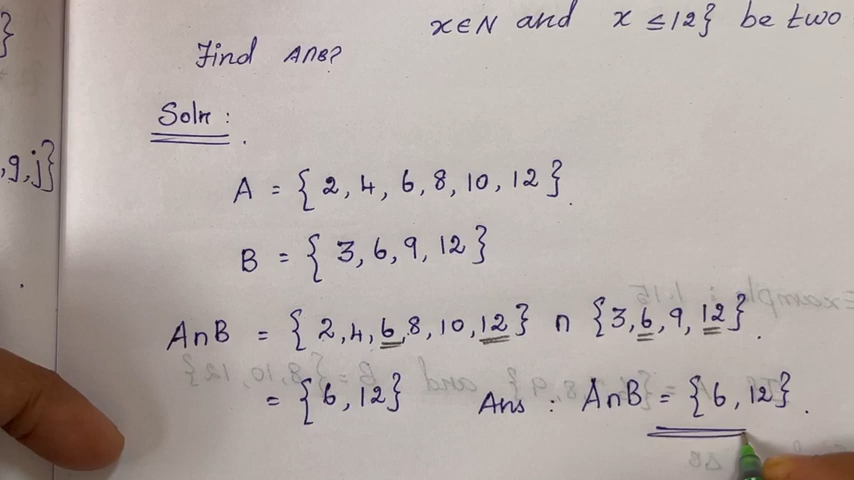 }
x∈N and x ≤12} be two
Find A∩B?
Soln :
,g,j}
A = { 2, 4, 6, 8, 10, 12 }.
B = { 3, 6, 9, 12 }
A∩B = { 2, 4, 6, 8, 10, 12 } ∩ {3, 6, 9, 12}.
= {6, 12} Ans : A∩B = {6, 12}.